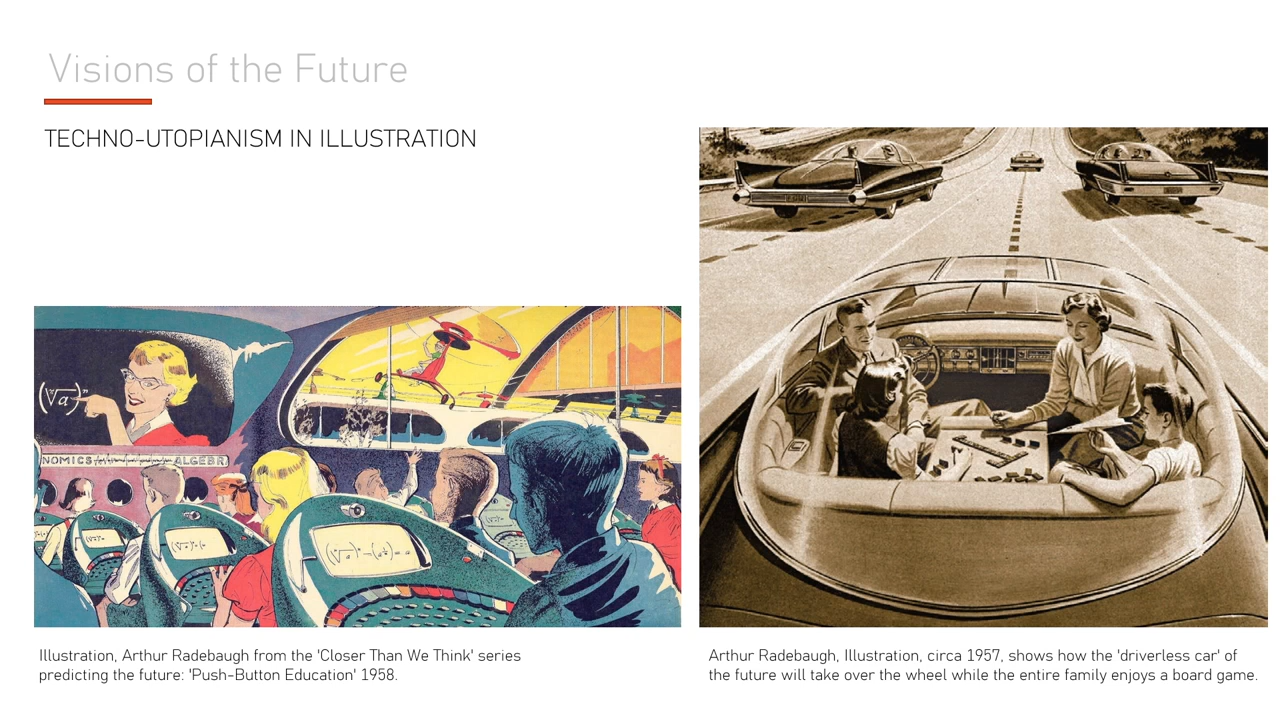 Visions of the Future
TECHNO-UTOPIANISM IN ILLUSTRATION
NOMICS
ALGEBR
Illustration, Arthur Radebaugh from the 'Closer Than We Think' series
predicting the future: 'Push-Button Education' 1958.
Arthur Radebaugh, Illustration, circa 1957, shows how the 'driverless car' of
the future will take over the wheel while the entire family enjoys a board game.